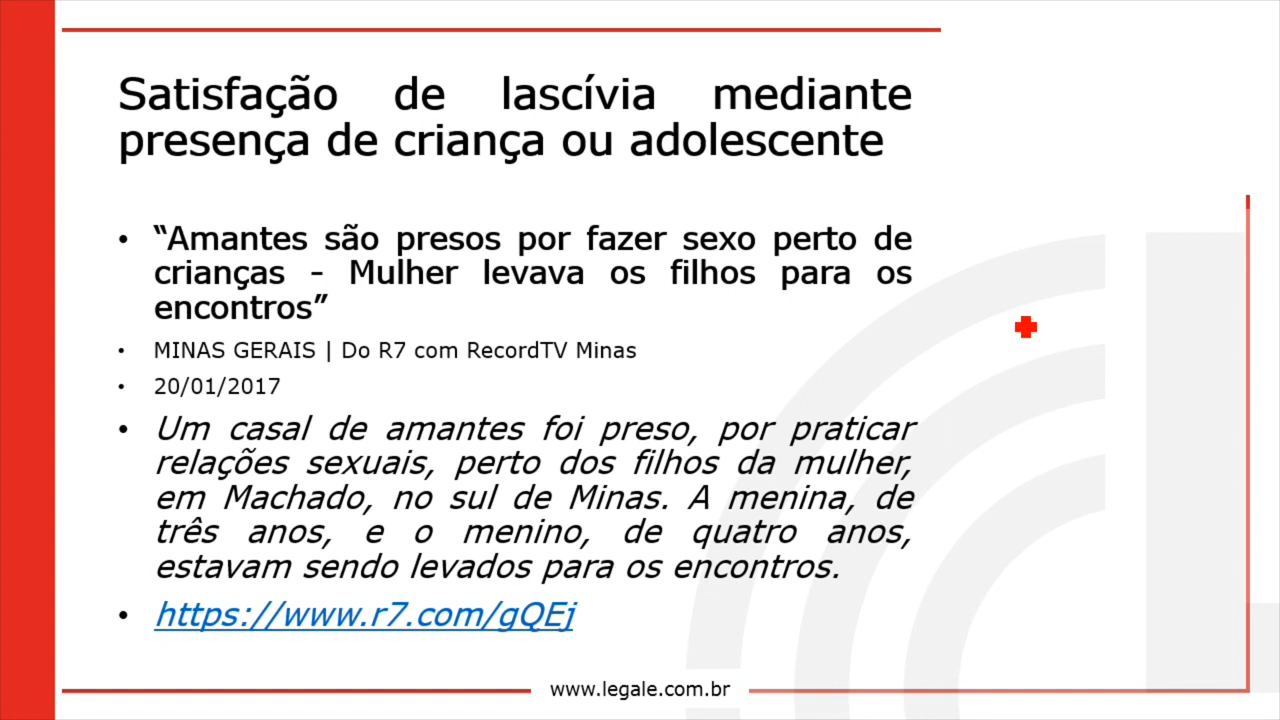 Satisfação de lascívia mediante
presença de criança ou adolescente
• “Amantes são presos por fazer sexo perto de
crianças – Mulher levava os filhos para os
encontros”
• MINAS GERAIS | Do R7 com RecordTV Minas
• 20/01/2017
• Um casal de amantes foi preso, por praticar
relações sexuais, perto dos filhos da mulher,
em Machado, no sul de Minas. A menina, de
três anos, e o menino, de quatro anos,
estavam sendo levados para os encontros.
• https://www.r7.com/gQEj
www.legale.com.br